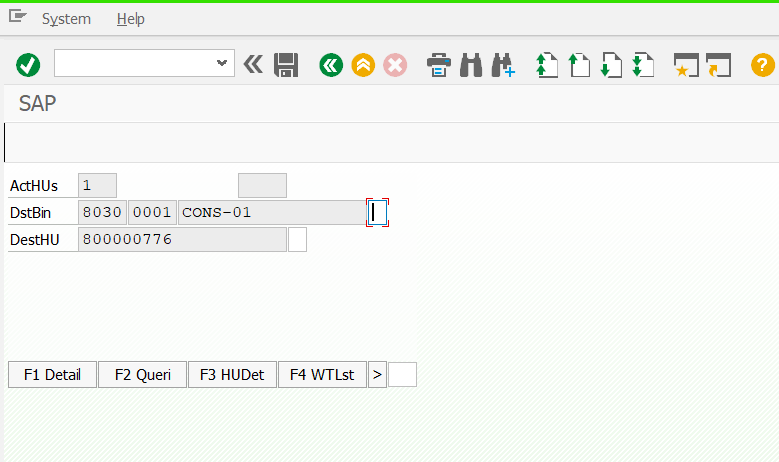 System Help
SAP
ActHUs 1
DstBin 8030 0001 CONS-01
DestHU 800000776
F1 Detail F2 Queri F3 HUDet F4 WTLst >